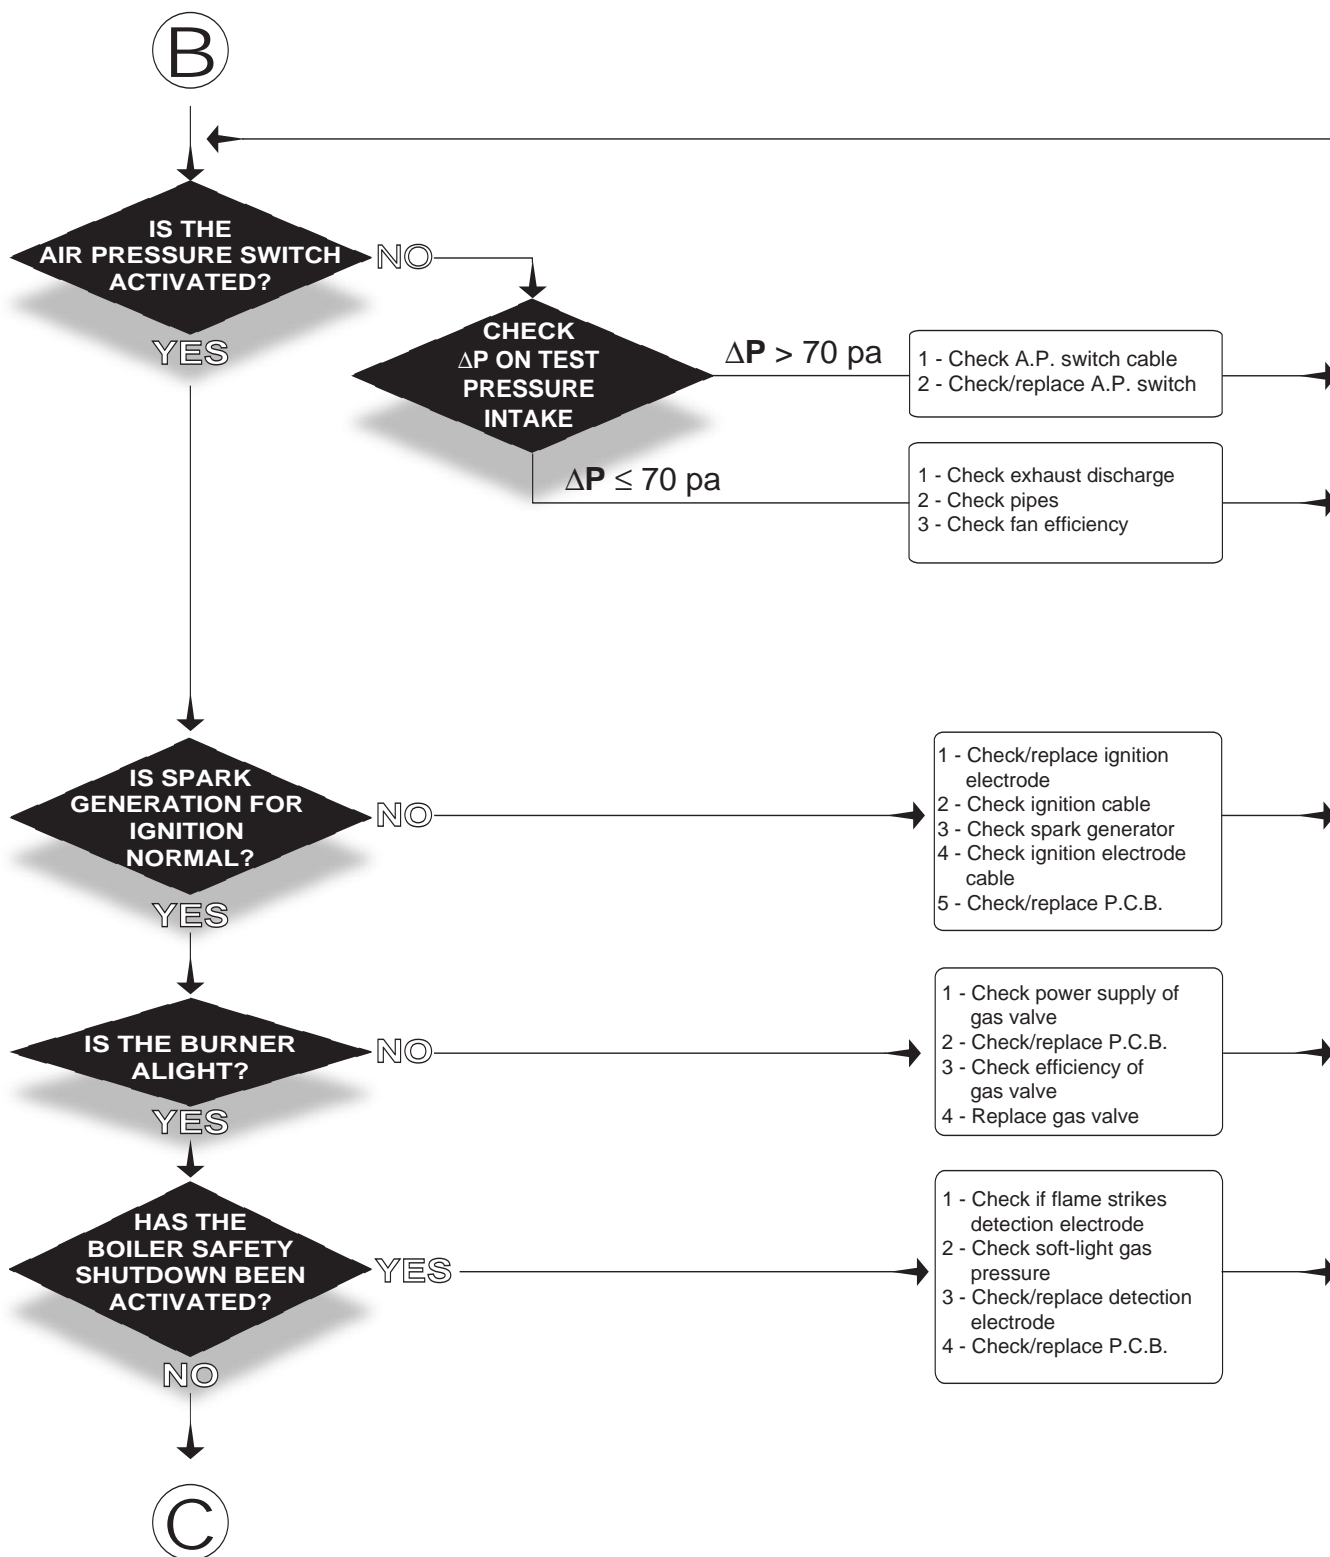 B
IS THE
AIR PRESSURE SWITCH
ACTIVATED?
NO
YES
CHECK
ΔP ON TEST
PRESSURE
INTAKE
ΔP > 70 pa
1 - Check A.P. switch cable
2 - Check/replace A.P. switch
ΔP ≤ 70 pa
1 - Check exhaust discharge
2 - Check pipes
3 - Check fan efficiency
IS SPARK
GENERATION FOR
IGNITION
NORMAL?
NO
YES
1 - Check/replace ignition
electrode
2 - Check ignition cable
3 - Check spark generator
4 - Check ignition electrode
cable
5 - Check/replace P.C.B.
IS THE BURNER
ALIGHT?
NO
YES
1 - Check power supply of
gas valve
2 - Check/replace P.C.B.
3 - Check efficiency of
gas valve
4 - Replace gas valve
HAS THE
BOILER SAFETY
SHUTDOWN BEEN
ACTIVATED?
YES
NO
1 - Check if flame strikes
detection electrode
2 - Check soft-light gas
pressure
3 - Check/replace detection
electrode
4 - Check/replace P.C.B.
C